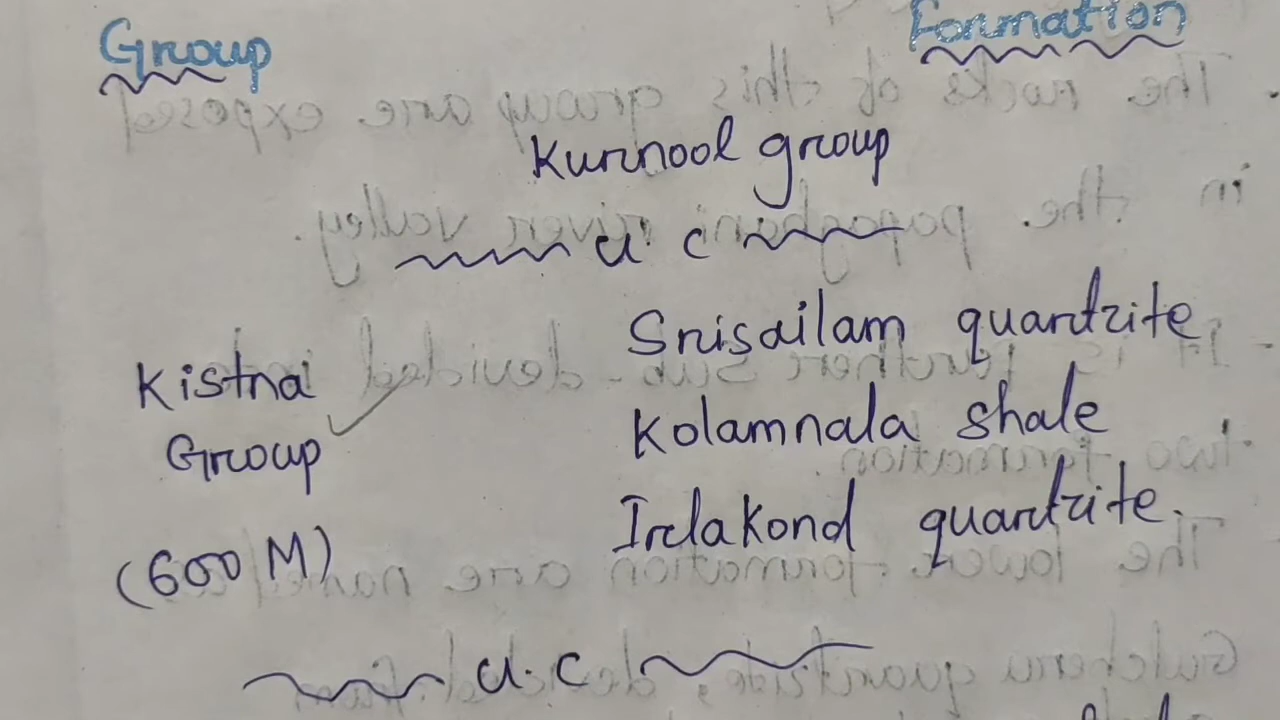 Group Formation
Kurnool group
u c
Srisailam quartzite
Kistna Kolamnala shale
Group
Irlakond quartzite.
(600 M)
u.c